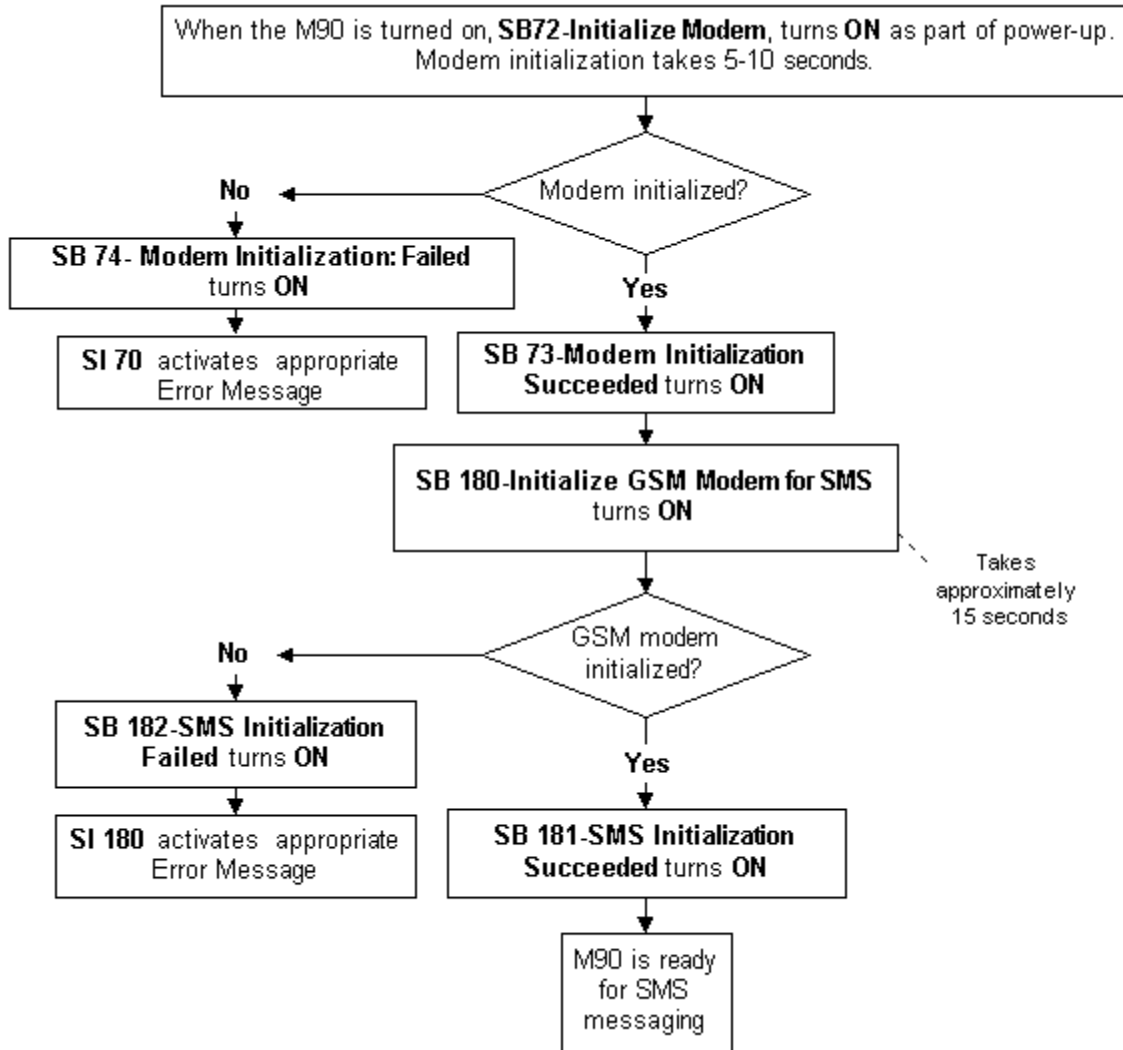 When the M90 is turned on, SB72-Initialize Modem, turns ON as part of power-up.
Modem initialization takes 5-10 seconds.
Modem initialized?
No
SB 74- Modem Initialization: Failed
turns ON
SI 70 activates appropriate
Error Message
Yes
SB 73-Modem Initialization
Succeeded turns ON
SB 180-Initialize GSM Modem for SMS
turns ON
Takes
approximately
15 seconds
GSM modem
initialized?
No
SB 182-SMS Initialization
Failed turns ON
SI 180 activates appropriate
Error Message
Yes
SB 181-SMS Initialization
Succeeded turns ON
M90 is ready
for SMS
messaging